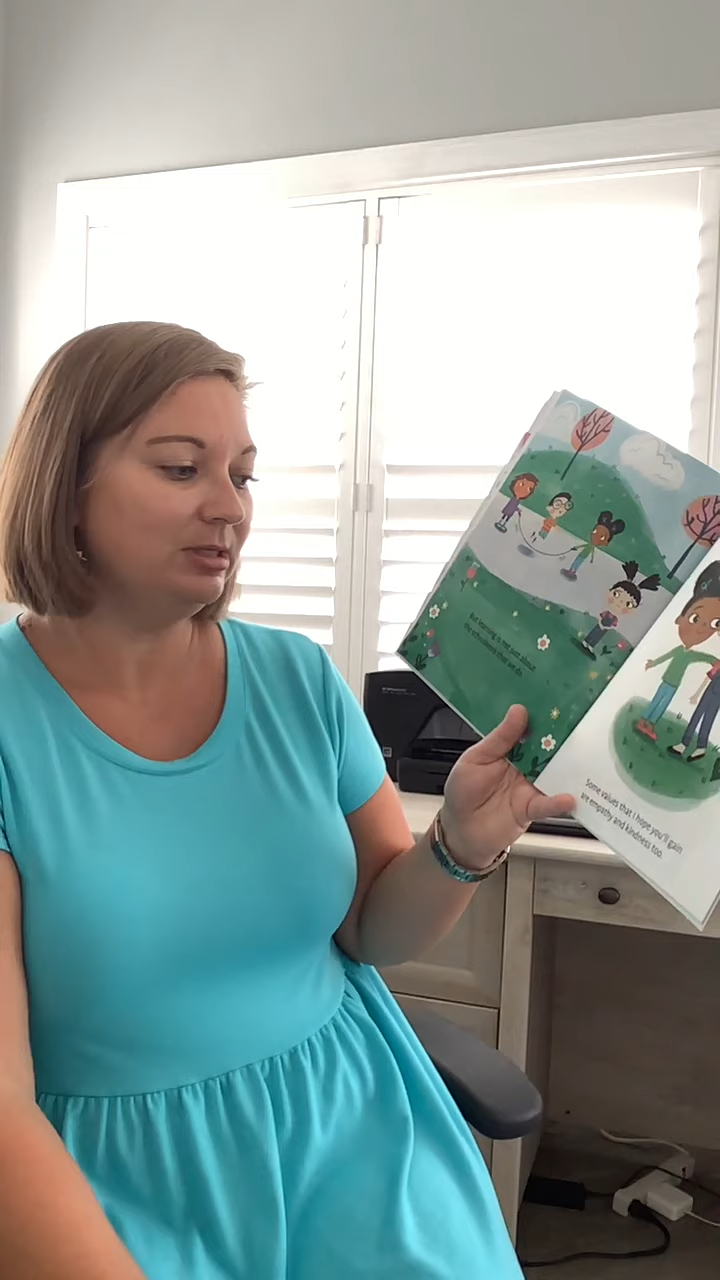 But learning is not just about
the schoolwork that we do.
Some values that I hope you'll gain
are empathy and kindness too.